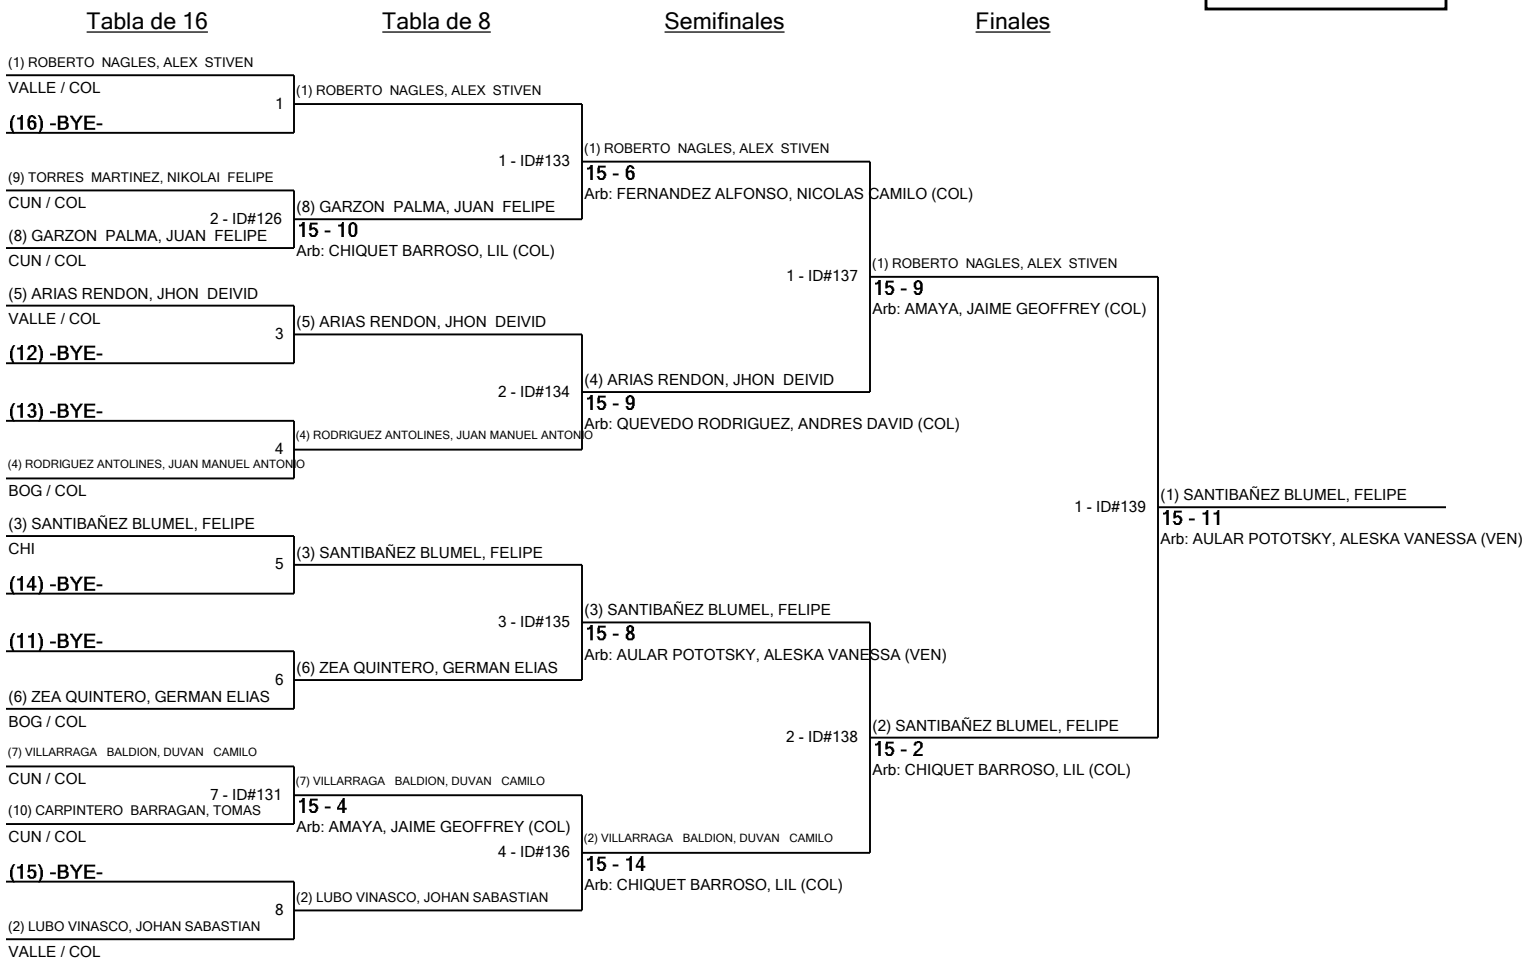 Tabla de 16
Tabla de 8
Semifinales
Finales
(1) ROBERTO NAGLES, ALEX STIVEN
VALLE / COL
1
(16) -BYE-
(9) TORRES MARTINEZ, NIKOLAI FELIPE
CUN / COL
2 - ID#126
(8) GARZON PALMA, JUAN FELIPE
CUN / COL
(5) ARIAS RENDON, JHON DEIVID
VALLE / COL
3
(12) -BYE-
(13) -BYE-
4
(4) RODRIGUEZ ANTOLINES, JUAN MANUEL ANTONIO
BOG / COL
(3) SANTIBAÑEZ BLUMEL, FELIPE
CHI
5
(14) -BYE-
(11) -BYE-
6
(6) ZEA QUINTERO, GERMAN ELIAS
BOG / COL
(7) VILLARRAGA BALDION, DUVAN CAMILO
CUN / COL
7 - ID#131
(10) CARPINTERO BARRAGAN, TOMAS
CUN / COL
(15) -BYE-
8
(2) LUBO VINASCO, JOHAN SABASTIAN
VALLE / COL
(1) ROBERTO NAGLES, ALEX STIVEN
1 - ID#133
(8) GARZON PALMA, JUAN FELIPE
15 - 10
Arb: CHIQUET BARROSO, LIL (COL)
(5) ARIAS RENDON, JHON DEIVID
2 - ID#134
(4) RODRIGUEZ ANTOLINES, JUAN MANUEL ANTONIO
(3) SANTIBAÑEZ BLUMEL, FELIPE
3 - ID#135
(6) ZEA QUINTERO, GERMAN ELIAS
(7) VILLARRAGA BALDION, DUVAN CAMILO
15 - 4
Arb: AMAYA, JAIME GEOFFREY (COL)
4 - ID#136
(2) LUBO VINASCO, JOHAN SABASTIAN
(1) ROBERTO NAGLES, ALEX STIVEN
15 - 6
Arb: FERNANDEZ ALFONSO, NICOLAS CAMILO (COL)
1 - ID#137
(4) ARIAS RENDON, JHON DEIVID
15 - 9
Arb: QUEVEDO RODRIGUEZ, ANDRES DAVID (COL)
(3) SANTIBAÑEZ BLUMEL, FELIPE
15 - 8
Arb: AULAR POTOTSKY, ALESKA VANESSA (VEN)
2 - ID#138
(2) VILLARRAGA BALDION, DUVAN CAMILO
15 - 14
Arb: CHIQUET BARROSO, LIL (COL)
(1) ROBERTO NAGLES, ALEX STIVEN
15 - 9
Arb: AMAYA, JAIME GEOFFREY (COL)
1 - ID#139
(2) SANTIBAÑEZ BLUMEL, FELIPE
15 - 2
Arb: CHIQUET BARROSO, LIL (COL)
(1) SANTIBAÑEZ BLUMEL, FELIPE
15 - 11
Arb: AULAR POTOTSKY, ALESKA VANESSA (VEN)